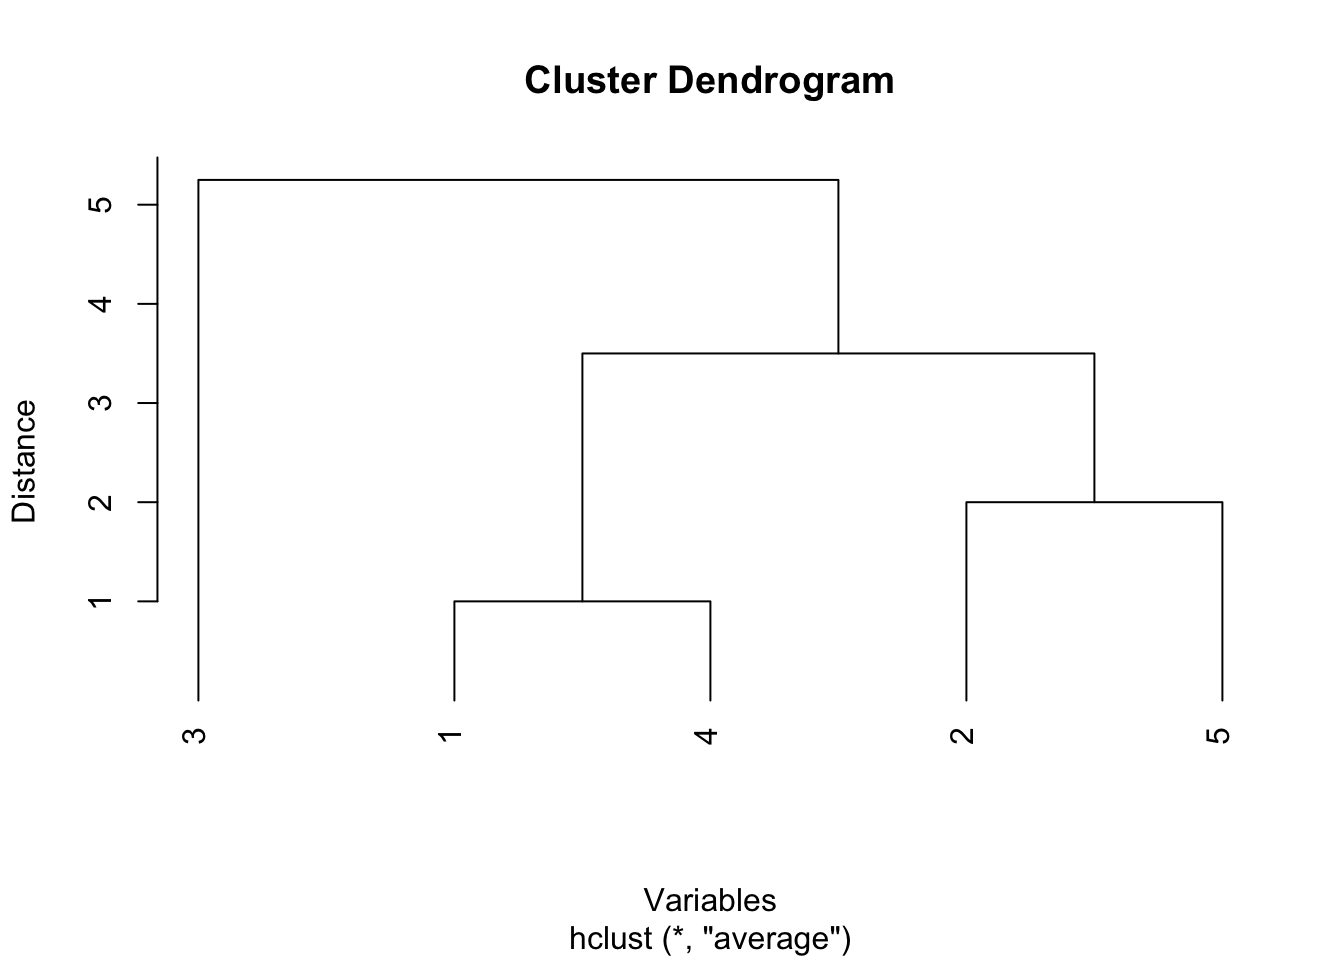 Cluster Dendrogram
Distance
5
4
3
2
1
3 1 4 2 5
Variables
hclust (*, "average")